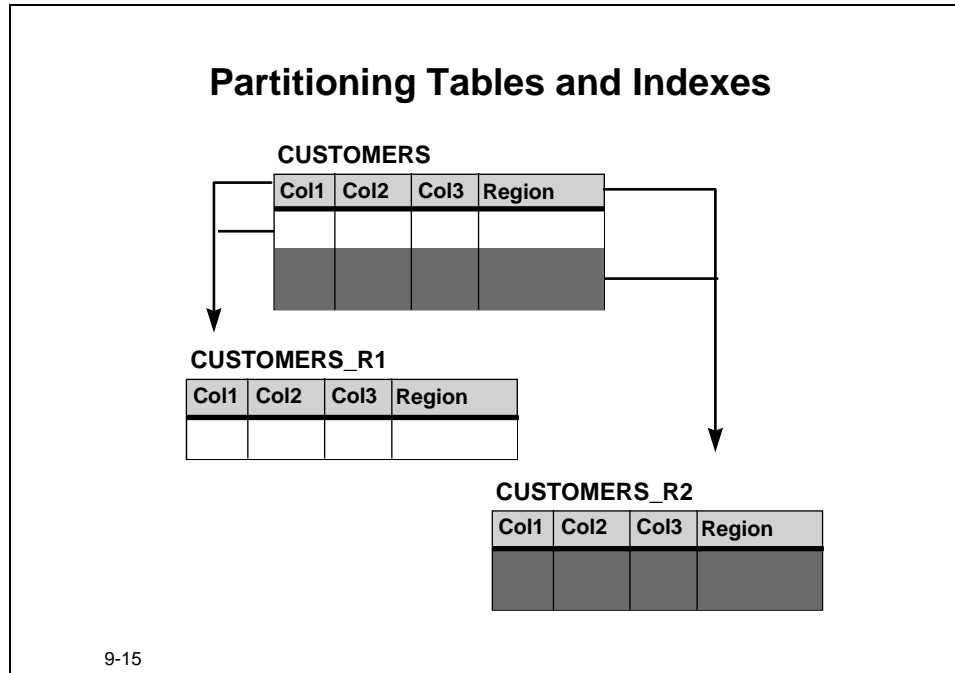 Partitioning Tables and Indexes
CUSTOMERS
Col1 Col2 Col3 Region
CUSTOMERS_R1
Col1 Col2 Col3 Region
CUSTOMERS_R2
Col1 Col2 Col3 Region
9-15